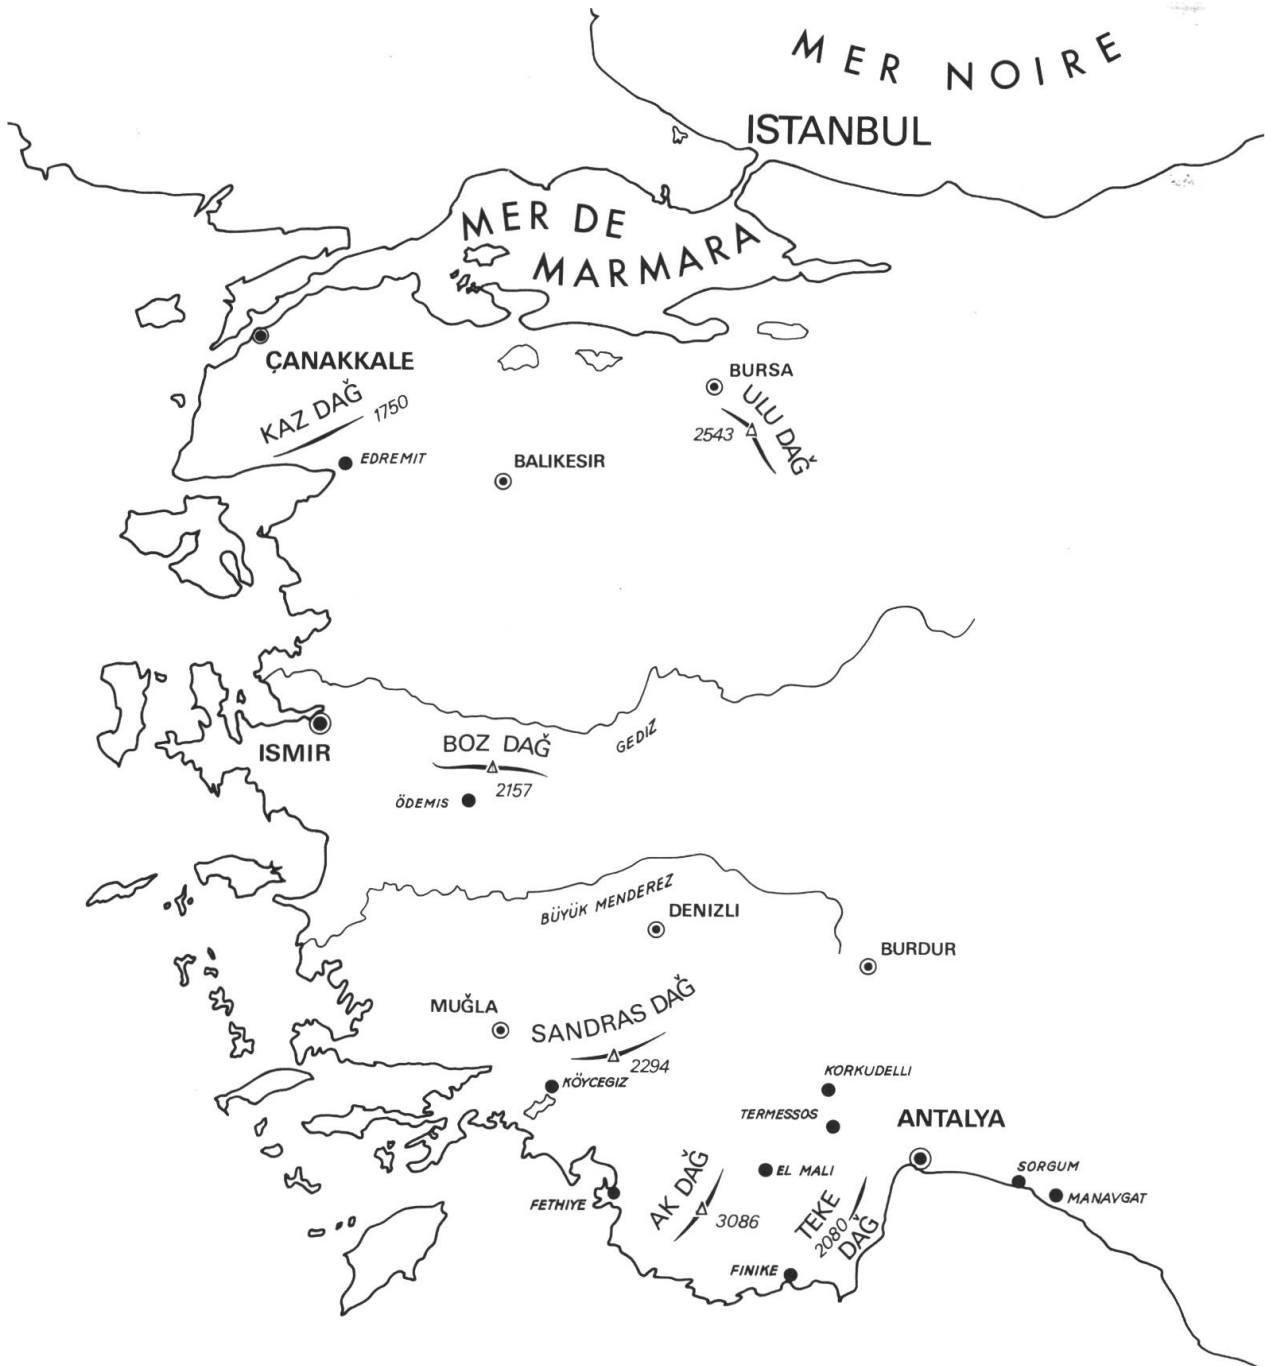 MER NOIRE
ISTANBUL
MER DE
MARMARA
ÇANAKKALE
BURSA
KAZ DAĞ
1750
ULU DAĞ
2543
EDREMIT
BALIKESIR
GEDIZ
ISMIR
BOZ DAĞ
2157
ÖDEMIS
BÜYÜK MENDEREZ
DENIZLI
BURDUR
MUĞLA
SANDRAS DAĞ
2294
KÖYCEGIZ
KORKUDELLI
TERMESSOS
ANTALYA
EL MALI
SORGUM
MANAVGAT
FETHIYE
AK DAĞ
3086
TEKE
DAĞ
2080
FINIKE